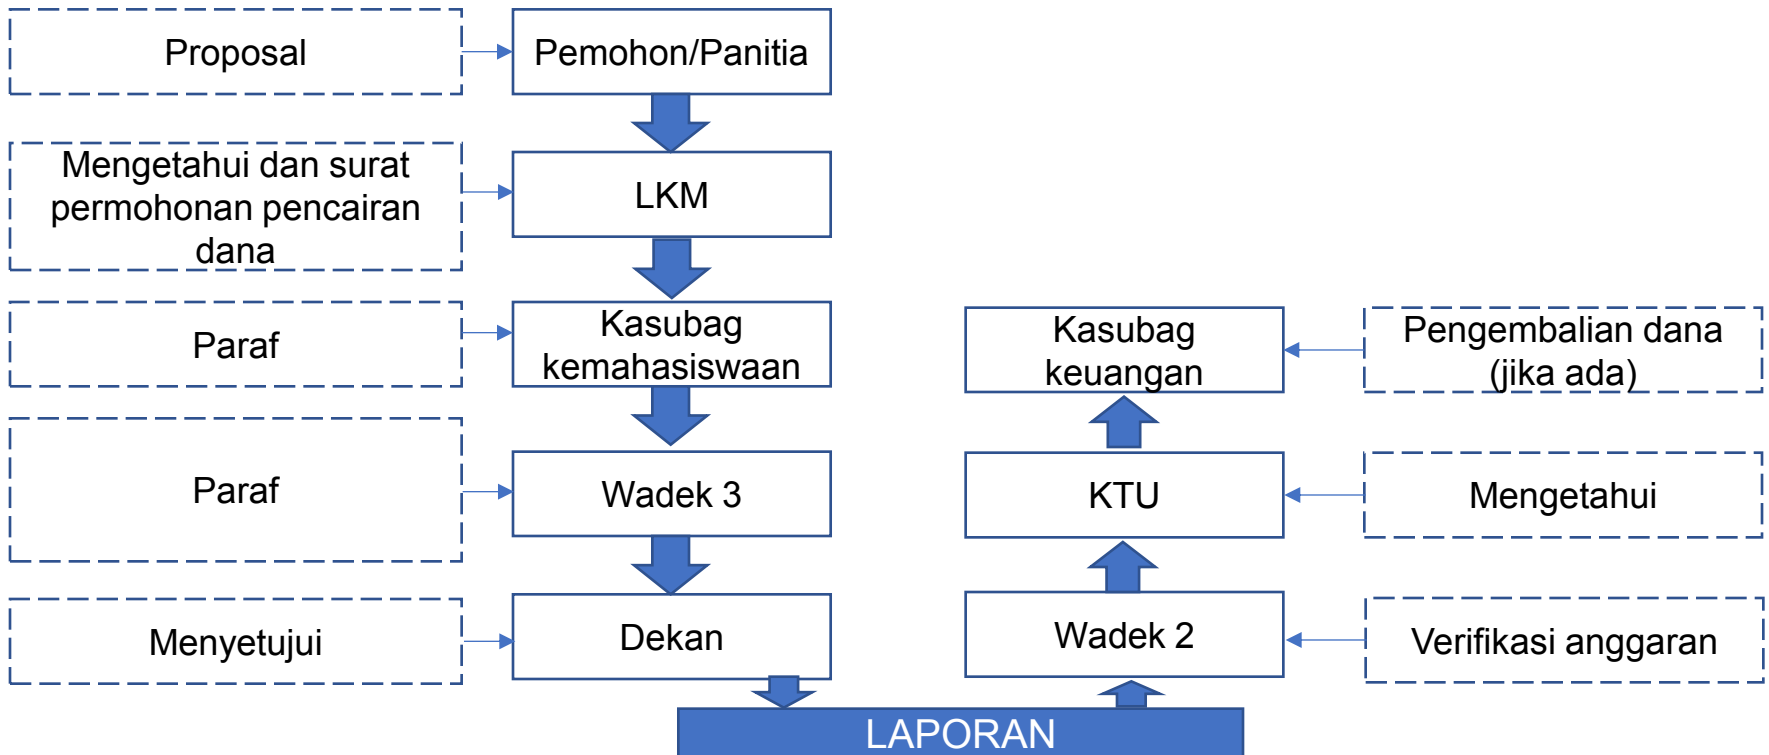 Proposal
Pemohon/Panitia
Mengetahui dan surat
permohonan pencairan
dana
LKM
Paraf
Kasubag
kemahasiswaan
Paraf
Wadek 3
Menyetujui
Dekan
LAPORAN
Wadek 2
Verifikasi anggaran
KTU
Mengetahui
Kasubag
keuangan
Pengembalian dana
(jika ada)